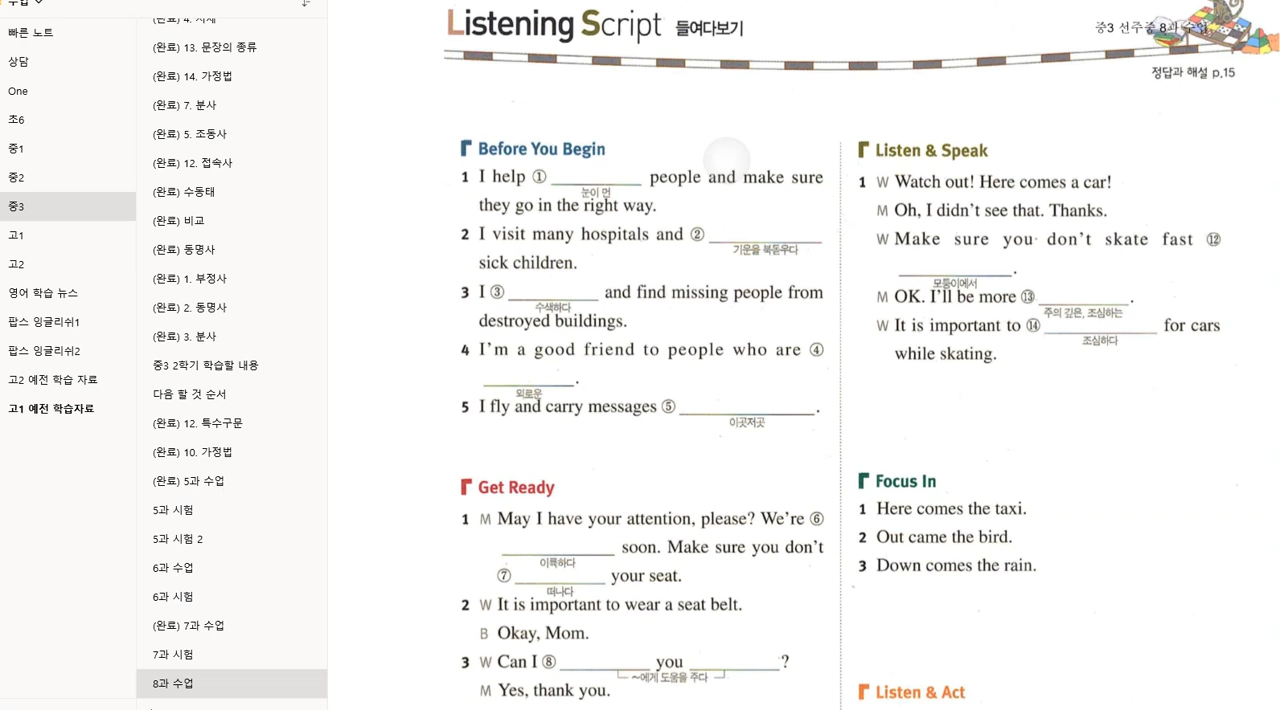 수업
빠른 노트
상담
One
초6
중1
중2
중3
고1
고2
영어 학습 뉴스
팝스 잉글리쉬1
팝스 잉글리쉬2
고2 예전 학습 자료
고1 예전 학습자료
(완료) 4. 시제
(완료) 13. 문장의 종류
(완료) 14. 가정법
(완료) 7. 분사
(완료) 5. 조동사
(완료) 12. 접속사
(완료) 수동태
(완료) 비교
(완료) 동명사
(완료) 1. 부정사
(완료) 2. 동명사
(완료) 3. 분사
중3 2학기 학습할 내용
다음 할 것 순서
(완료) 12. 특수구문
(완료) 10. 가정법
(완료) 5과 수업
5과 시험
5과 시험 2
6과 수업
6과 시험
(완료) 7과 수업
7과 시험
8과 수업
Listening Script 들여다보기
중3 선주중 8과 수업
정답과 해설 p.15
Before You Begin
1 I help ① ________ people and make sure
눈이 먼
they go in the right way.
2 I visit many hospitals and ② ________
기운을 북돋우다
sick children.
3 I ③ ________ and find missing people from
수색하다
destroyed buildings.
4 I'm a good friend to people who are ④
________.
외로운
5 I fly and carry messages ⑤ ________.
이곳저곳
Get Ready
1 M May I have your attention, please? We're ⑥
________ soon. Make sure you don't
이륙하다
⑦ ________ your seat.
떠나다
2 W It is important to wear a seat belt.
B Okay, Mom.
3 W Can I ⑧ ________ you ________?
~에게 도움을 주다
M Yes, thank you.
Listen & Speak
1 W Watch out! Here comes a car!
M Oh, I didn't see that. Thanks.
W Make sure you don't skate fast ⑫
________.
모퉁이에서
M OK. I'll be more ⑬ ________.
주의 깊은, 조심하는
W It is important to ⑭ ________ for cars
조심하다
while skating.
Focus In
1 Here comes the taxi.
2 Out came the bird.
3 Down comes the rain.
Listen & Act